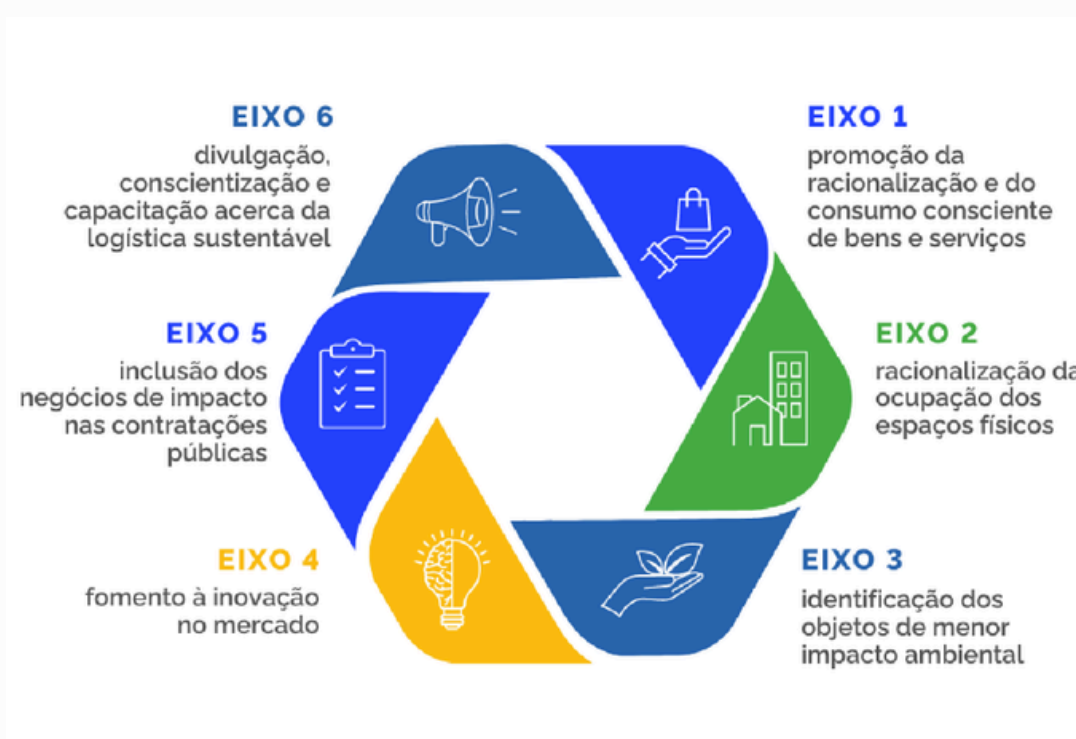 EIXO 1
promoção da
racionalização e do
consumo consciente
de bens e serviços
EIXO 2
racionalização da
ocupação dos
espaços físicos
EIXO 3
identificação dos
objetos de menor
impacto ambiental
EIXO 4
fomento à inovação
no mercado
EIXO 5
inclusão dos
negócios de impacto
nas contratações
públicas
EIXO 6
divulgação,
conscientização e
capacitação acerca da
logística sustentável